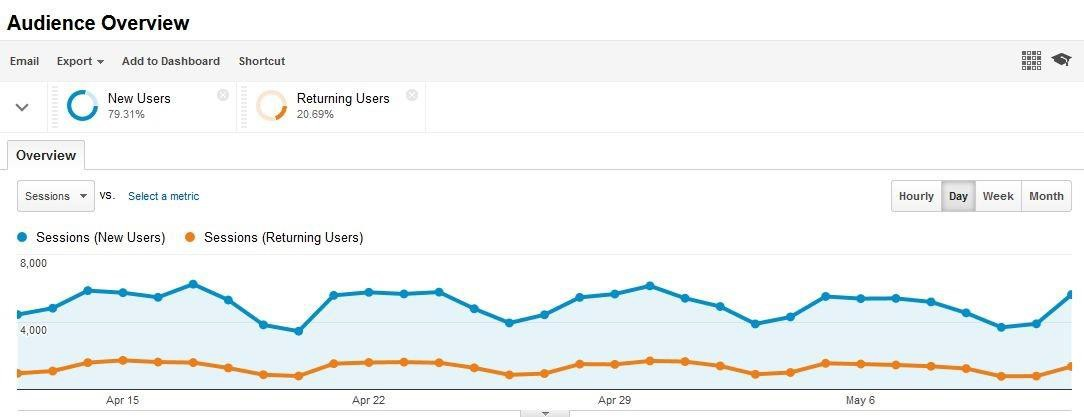 Audience Overview
Email Export Add to Dashboard Shortcut
New Users
79.31%
Returning Users
20.69%
Overview
Sessions vs. Select a metric
Hourly Day Week Month
Sessions (New Users) Sessions (Returning Users)
8,000
4,000
Apr 15 Apr 22 Apr 29 May 6